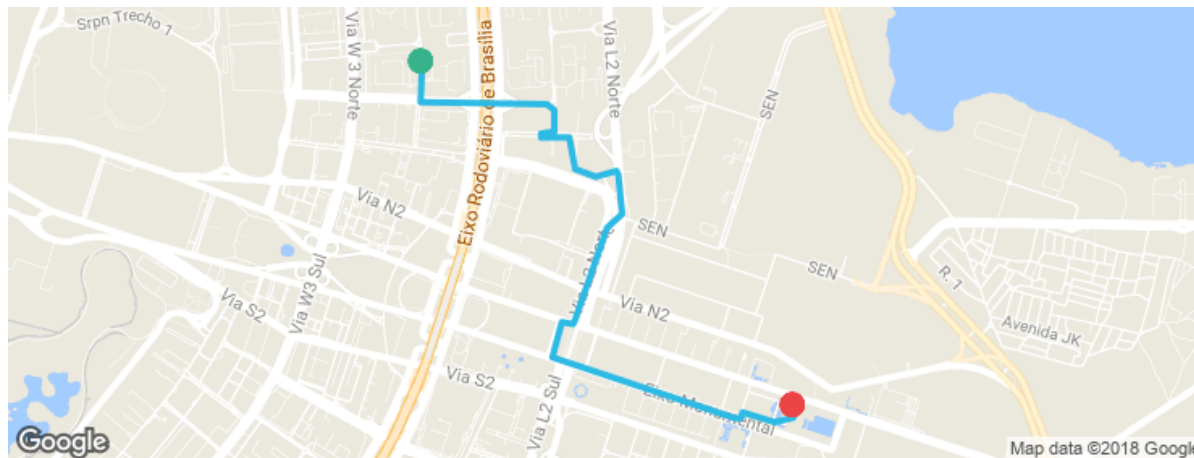 Srpn Trecho 1
Via W 3 Norte
Eixo Rodoviário de Brasília
Via L2 Norte
SEN
Via N2
SEN
SEN
Via W3 Sul
Via S2
Via L2 Norte
Via N2
R. 1
Avenida JK
Via S2
Via L2 Sul
Eixo Monumental
Google
Map data ©2018 Google